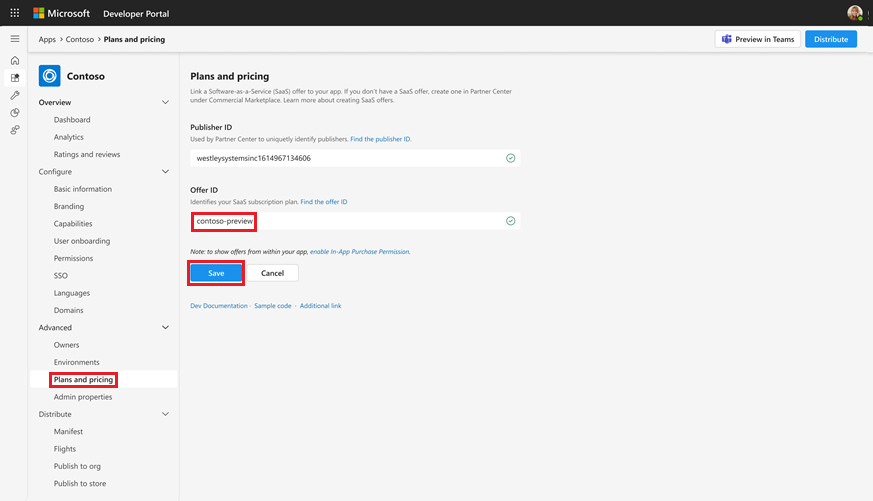 Microsoft Developer Portal
Apps > Contoso > Plans and pricing
Preview in Teams
Distribute
Contoso
Overview
Dashboard
Analytics
Ratings and reviews
Configure
Basic information
Branding
Capabilities
User onboarding
Permissions
SSO
Languages
Domains
Advanced
Owners
Environments
Plans and pricing
Admin properties
Distribute
Manifest
Flights
Publish to org
Publish to store
Plans and pricing
Link a Software-as-a-Service (SaaS) offer to your app. If you don't have a SaaS offer, create one in Partner Center
under Commercial Marketplace. Learn more about creating SaaS offers.
Publisher ID
Used by Partner Center to uniquetly identify publishers. Find the publisher ID.
westleysystemsinc1614967134606
Offer ID
Identifies your SaaS subscription plan. Find the offer ID
contoso-preview
Note: to show offers from within your app, enable In-App Purchase Permission.
Save
Cancel
Dev Documentation · Sample code · Additional link